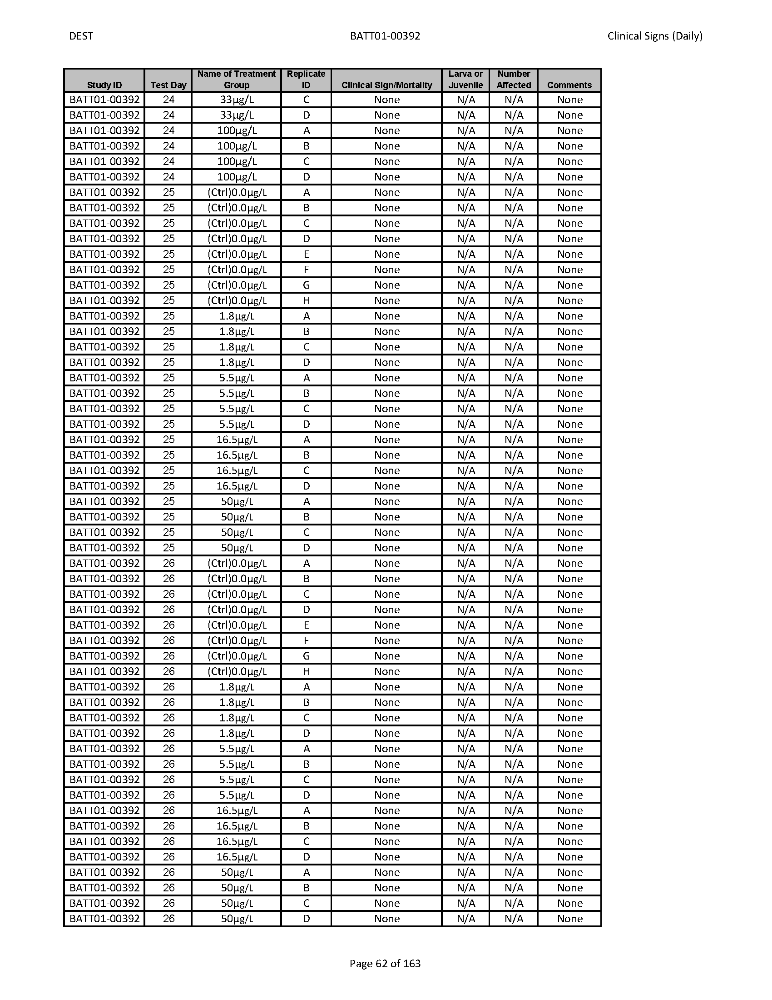 DEST BATT01-00392 Clinical Signs (Daily)
Study ID Test Day Name of Treatment Group Replicate ID Clinical Sign/Mortality Larva or Juvenile Number Affected Comments
BATT01-00392 24 33µg/L C None N/A N/A None
BATT01-00392 24 33µg/L D None N/A N/A None
BATT01-00392 24 100µg/L A None N/A N/A None
BATT01-00392 24 100µg/L B None N/A N/A None
BATT01-00392 24 100µg/L C None N/A N/A None
BATT01-00392 24 100µg/L D None N/A N/A None
BATT01-00392 25 (Ctrl)0.0µg/L A None N/A N/A None
BATT01-00392 25 (Ctrl)0.0µg/L B None N/A N/A None
BATT01-00392 25 (Ctrl)0.0µg/L C None N/A N/A None
BATT01-00392 25 (Ctrl)0.0µg/L D None N/A N/A None
BATT01-00392 25 (Ctrl)0.0µg/L E None N/A N/A None
BATT01-00392 25 (Ctrl)0.0µg/L F None N/A N/A None
BATT01-00392 25 (Ctrl)0.0µg/L G None N/A N/A None
BATT01-00392 25 (Ctrl)0.0µg/L H None N/A N/A None
BATT01-00392 25 1.8µg/L A None N/A N/A None
BATT01-00392 25 1.8µg/L B None N/A N/A None
BATT01-00392 25 1.8µg/L C None N/A N/A None
BATT01-00392 25 1.8µg/L D None N/A N/A None
BATT01-00392 25 5.5µg/L A None N/A N/A None
BATT01-00392 25 5.5µg/L B None N/A N/A None
BATT01-00392 25 5.5µg/L C None N/A N/A None
BATT01-00392 25 5.5µg/L D None N/A N/A None
BATT01-00392 25 16.5µg/L A None N/A N/A None
BATT01-00392 25 16.5µg/L B None N/A N/A None
BATT01-00392 25 16.5µg/L C None N/A N/A None
BATT01-00392 25 16.5µg/L D None N/A N/A None
BATT01-00392 25 50µg/L A None N/A N/A None
BATT01-00392 25 50µg/L B None N/A N/A None
BATT01-00392 25 50µg/L C None N/A N/A None
BATT01-00392 25 50µg/L D None N/A N/A None
BATT01-00392 26 (Ctrl)0.0µg/L A None N/A N/A None
BATT01-00392 26 (Ctrl)0.0µg/L B None N/A N/A None
BATT01-00392 26 (Ctrl)0.0µg/L C None N/A N/A None
BATT01-00392 26 (Ctrl)0.0µg/L D None N/A N/A None
BATT01-00392 26 (Ctrl)0.0µg/L E None N/A N/A None
BATT01-00392 26 (Ctrl)0.0µg/L F None N/A N/A None
BATT01-00392 26 (Ctrl)0.0µg/L G None N/A N/A None
BATT01-00392 26 (Ctrl)0.0µg/L H None N/A N/A None
BATT01-00392 26 1.8µg/L A None N/A N/A None
BATT01-00392 26 1.8µg/L B None N/A N/A None
BATT01-00392 26 1.8µg/L C None N/A N/A None
BATT01-00392 26 1.8µg/L D None N/A N/A None
BATT01-00392 26 5.5µg/L A None N/A N/A None
BATT01-00392 26 5.5µg/L B None N/A N/A None
BATT01-00392 26 5.5µg/L C None N/A N/A None
BATT01-00392 26 5.5µg/L D None N/A N/A None
BATT01-00392 26 16.5µg/L A None N/A N/A None
BATT01-00392 26 16.5µg/L B None N/A N/A None
BATT01-00392 26 16.5µg/L C None N/A N/A None
BATT01-00392 26 16.5µg/L D None N/A N/A None
BATT01-00392 26 50µg/L A None N/A N/A None
BATT01-00392 26 50µg/L B None N/A N/A None
BATT01-00392 26 50µg/L C None N/A N/A None
BATT01-00392 26 50µg/L D None N/A N/A None
Page 62 of 163